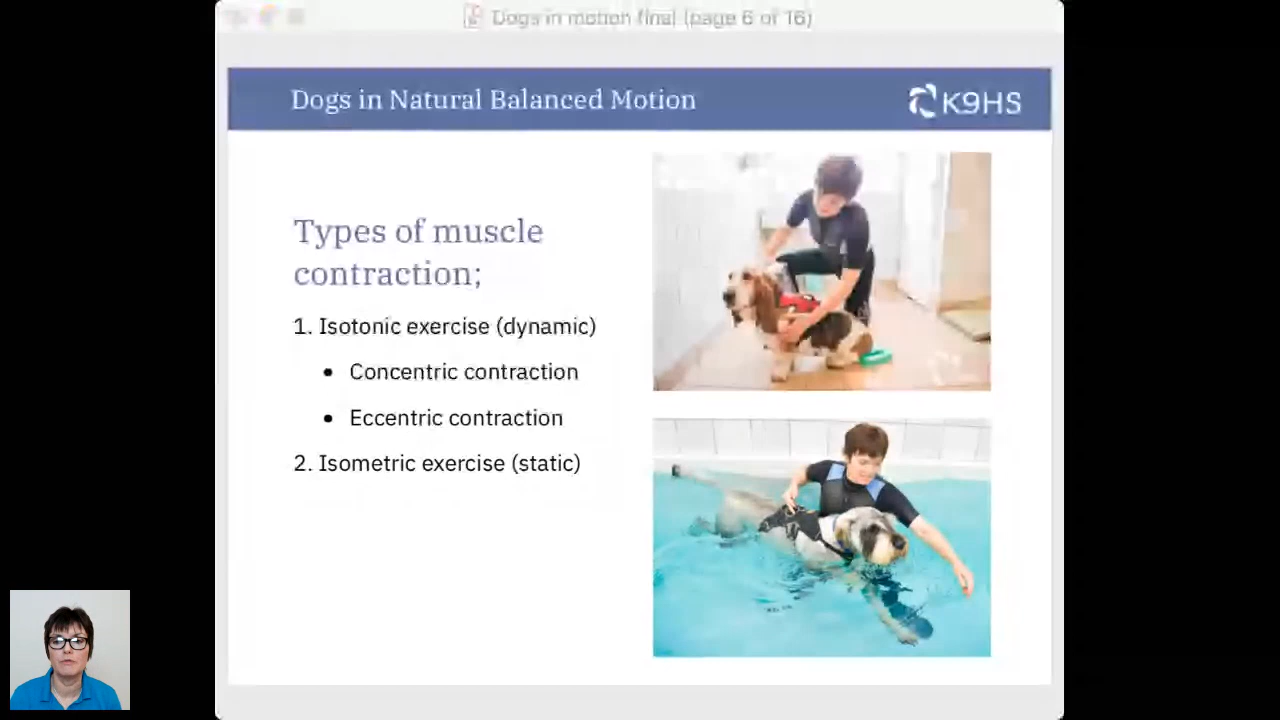 Dogs in motion final (page 6 of 16)
Dogs in Natural Balanced Motion
K9HS
Types of muscle
contraction;
1. Isotonic exercise (dynamic)
• Concentric contraction
• Eccentric contraction
2. Isometric exercise (static)